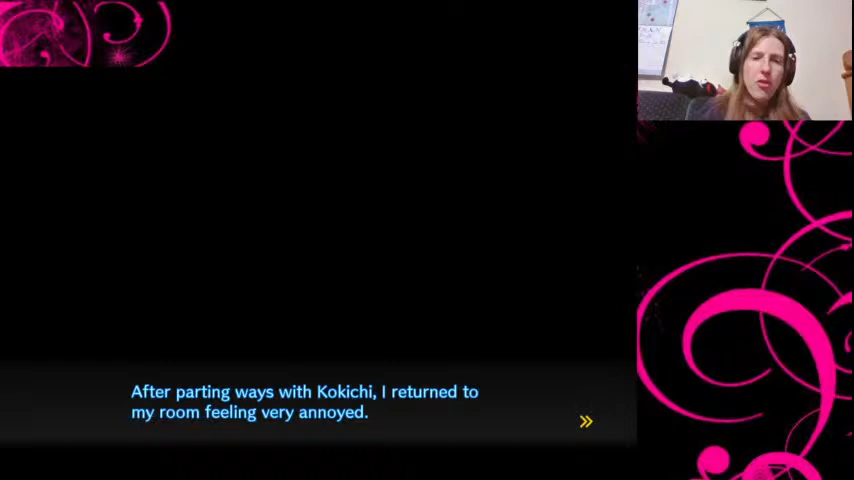 After parting ways with Kokichi, I returned to
my room feeling very annoyed.